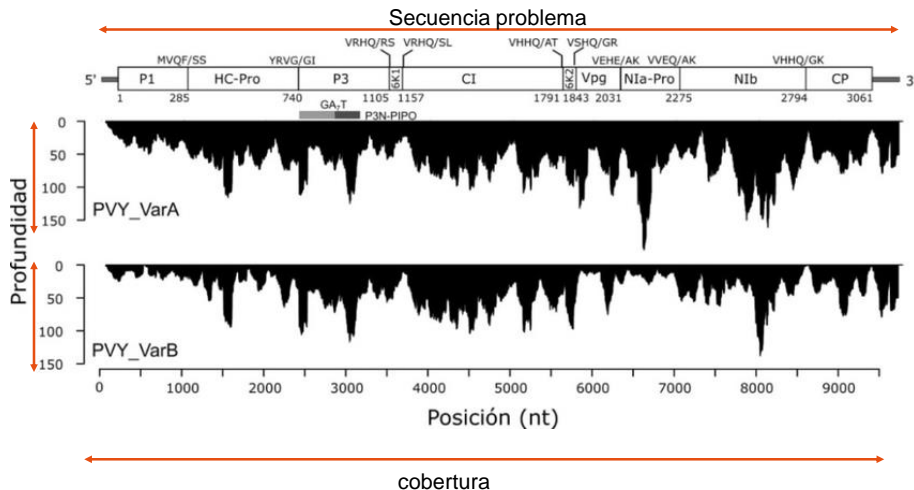 Secuencia problema
VRHQ/RS VRHQ/SL VHHQ/AT VSHQ/GR
MVQF/SS YRVG/GI VEHE/AK VVEQ/AK VHHQ/GK
5' P1 HC-Pro P3 6K1 CI 6K2 Vpg NIa-Pro NIb CP 3
1 285 740 1105 1157 1791 1843 2031 2275 2794 3061
GA7T P3N-PIPO
Profundidad
0
50
100
150
PVY_VarA
0
50
100
150
PVY_VarB
0 1000 2000 3000 4000 5000 6000 7000 8000 9000
Posición (nt)
cobertura